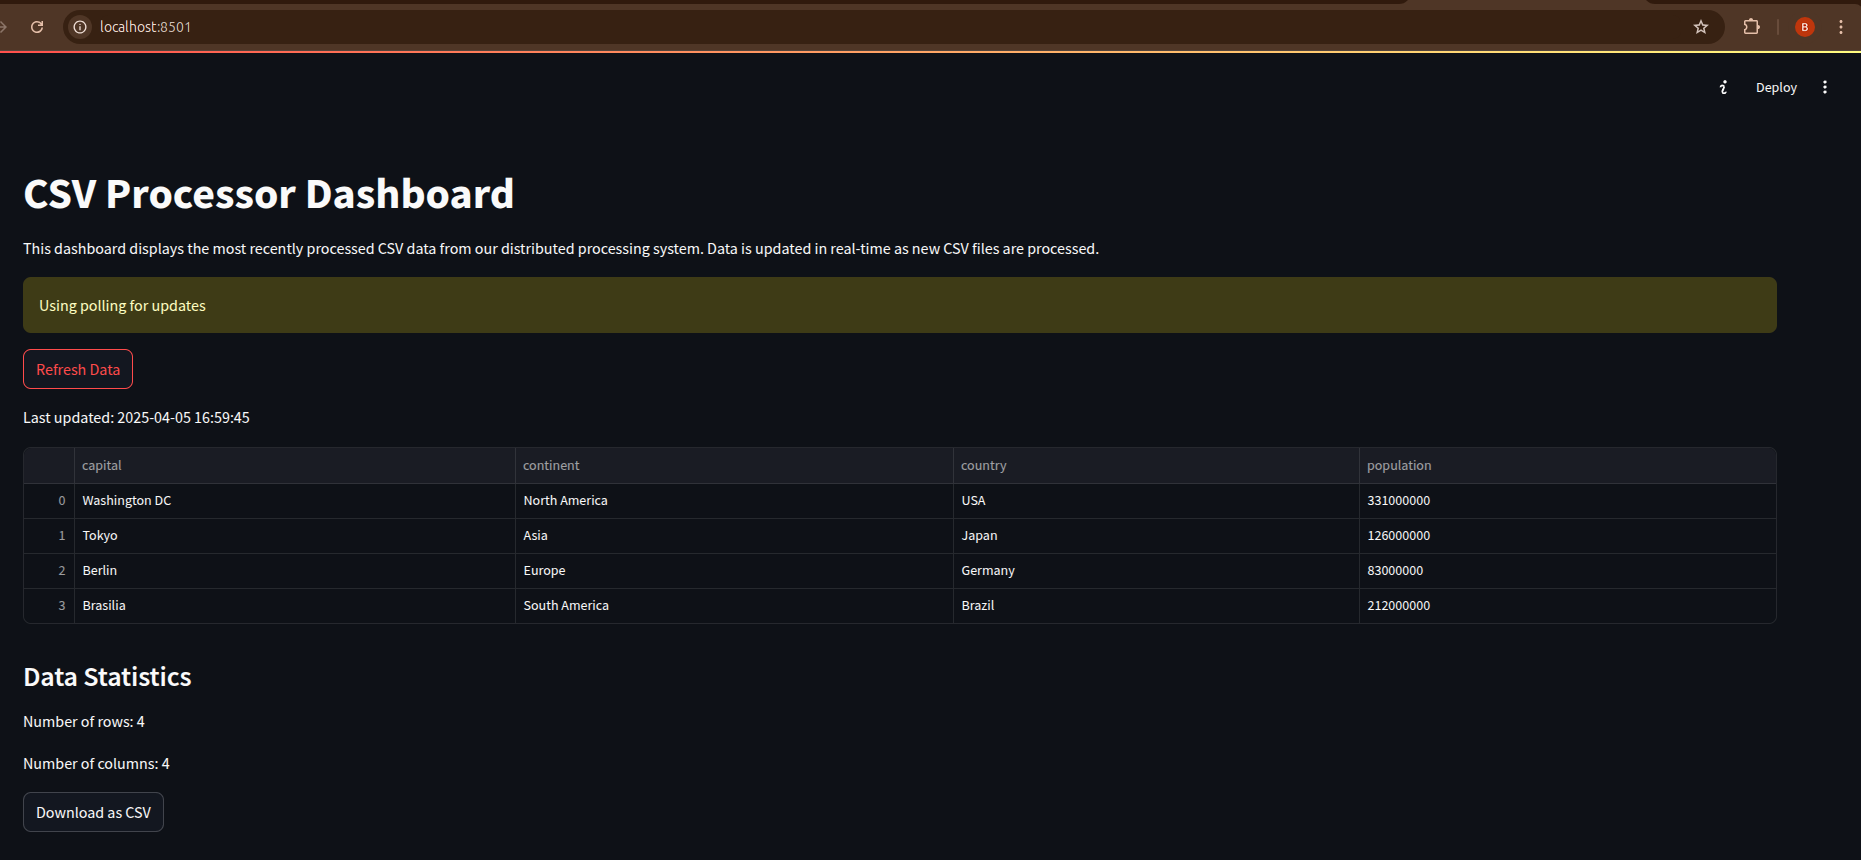 localhost:8501
B
Deploy
CSV Processor Dashboard
This dashboard displays the most recently processed CSV data from our distributed processing system. Data is updated in real-time as new CSV files are processed.
Using polling for updates
Refresh Data
Last updated: 2025-04-05 16:59:45
capital continent country population
0 Washington DC North America USA 331000000
1 Tokyo Asia Japan 126000000
2 Berlin Europe Germany 83000000
3 Brasilia South America Brazil 212000000
Data Statistics
Number of rows: 4
Number of columns: 4
Download as CSV